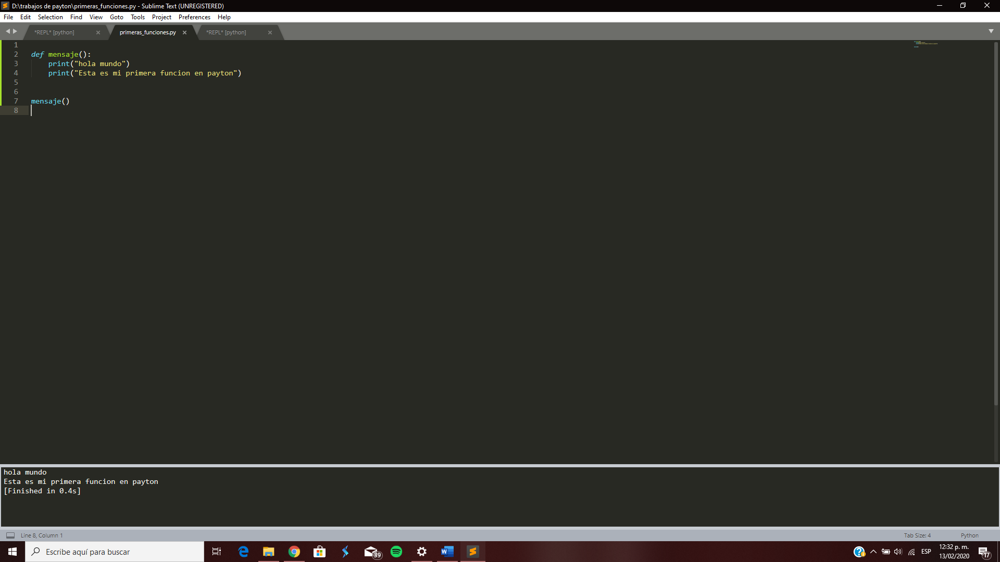 D:\trabajos de payton\primeras_funciones.py - Sublime Text (UNREGISTERED)
File Edit Selection Find View Goto Tools Project Preferences Help
*REPL* [python] primeras_funciones.py *REPL* [python]
1
2 def mensaje():
3 print("hola mundo")
4 print("Esta es mi primera funcion en payton")
5
6
7 mensaje()
8
hola mundo
Esta es mi primera funcion en payton
[Finished in 0.4s]
Line 8, Column 1 Tab Size: 4 Python
Escribe aquí para buscar 39 ESP 12:32 p. m.
13/02/2020 17